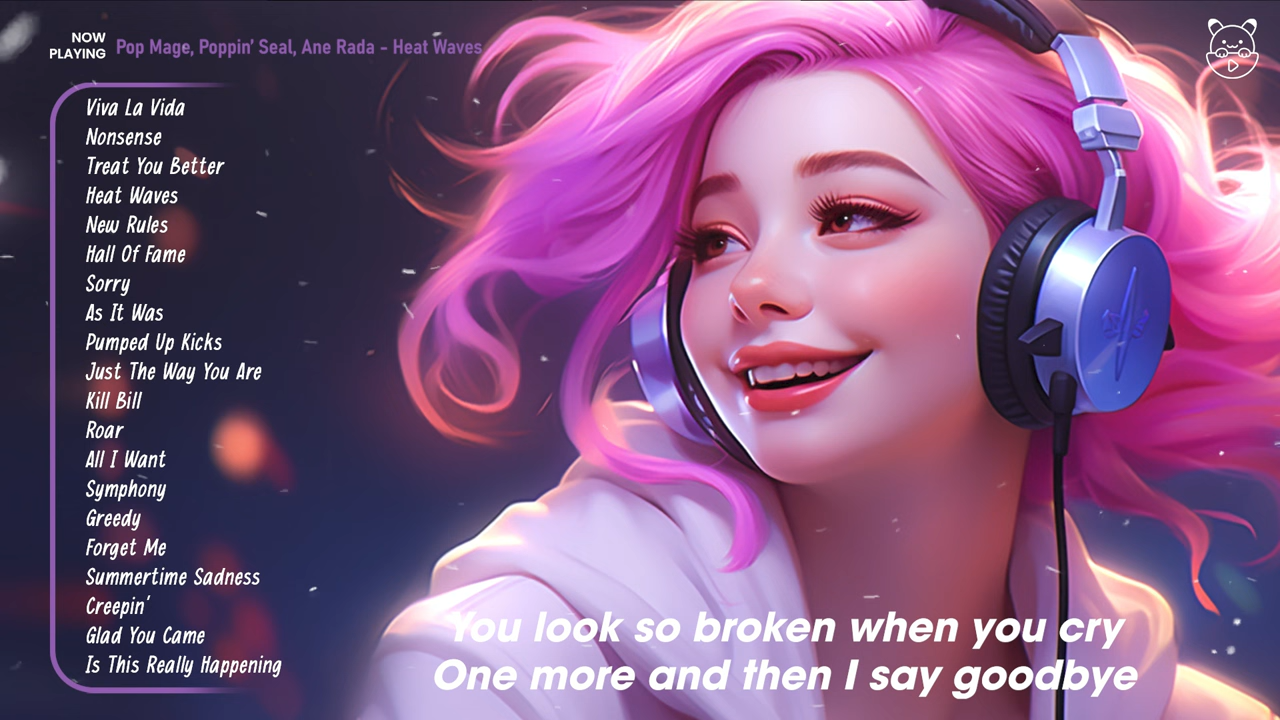 NOW
PLAYING
Pop Mage, Poppin' Seal, Ane Rada - Heat Waves
Viva La Vida
Nonsense
Treat You Better
Heat Waves
New Rules
Hall Of Fame
Sorry
As It Was
Pumped Up Kicks
Just The Way You Are
Kill Bill
Roar
All I Want
Symphony
Greedy
Forget Me
Summertime Sadness
Creepin'
Glad You Came
Is This Really Happening
You look so broken when you cry
One more and then I say goodbye